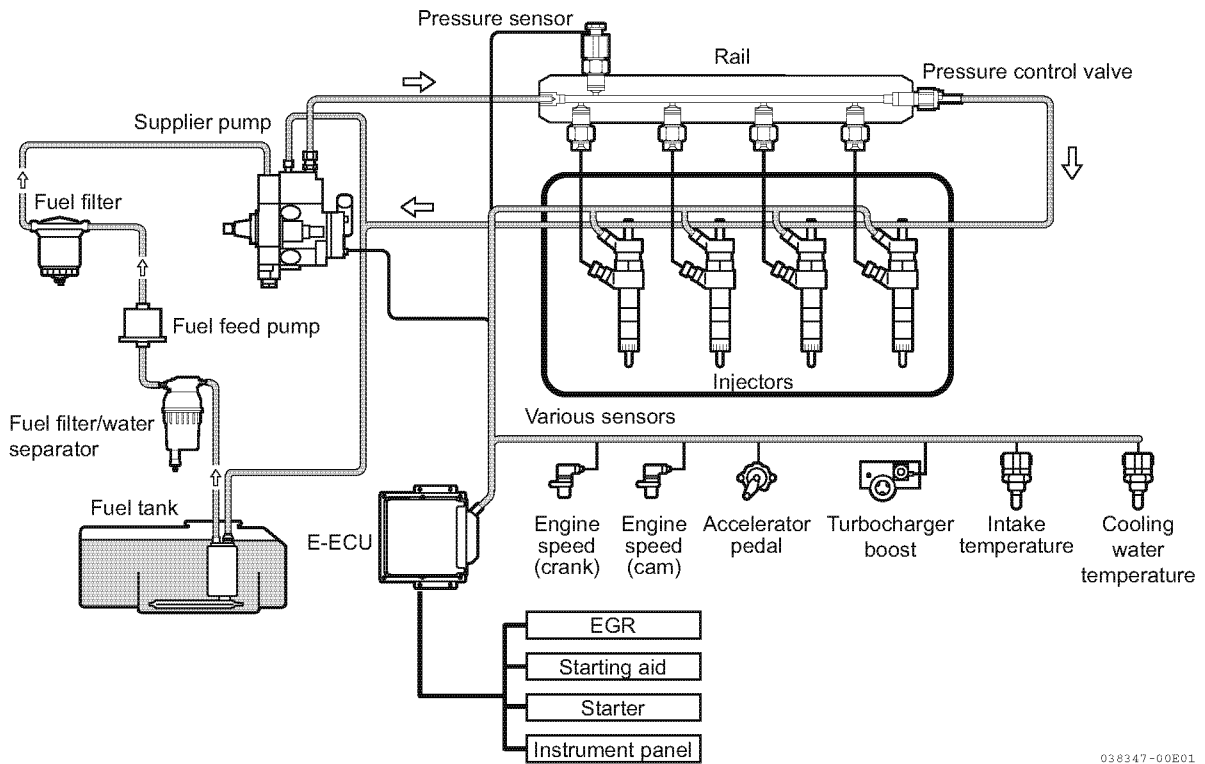 Pressure sensor
Rail
Pressure control valve
Supplier pump
Fuel filter
Fuel feed pump
Injectors
Fuel filter/water
separator
Various sensors
Fuel tank
E-ECU
Engine
speed
(crank)
Engine
speed
(cam)
Accelerator
pedal
Turbocharger
boost
Intake
temperature
Cooling
water
temperature
EGR
Starting aid
Starter
Instrument panel
038347-00E01